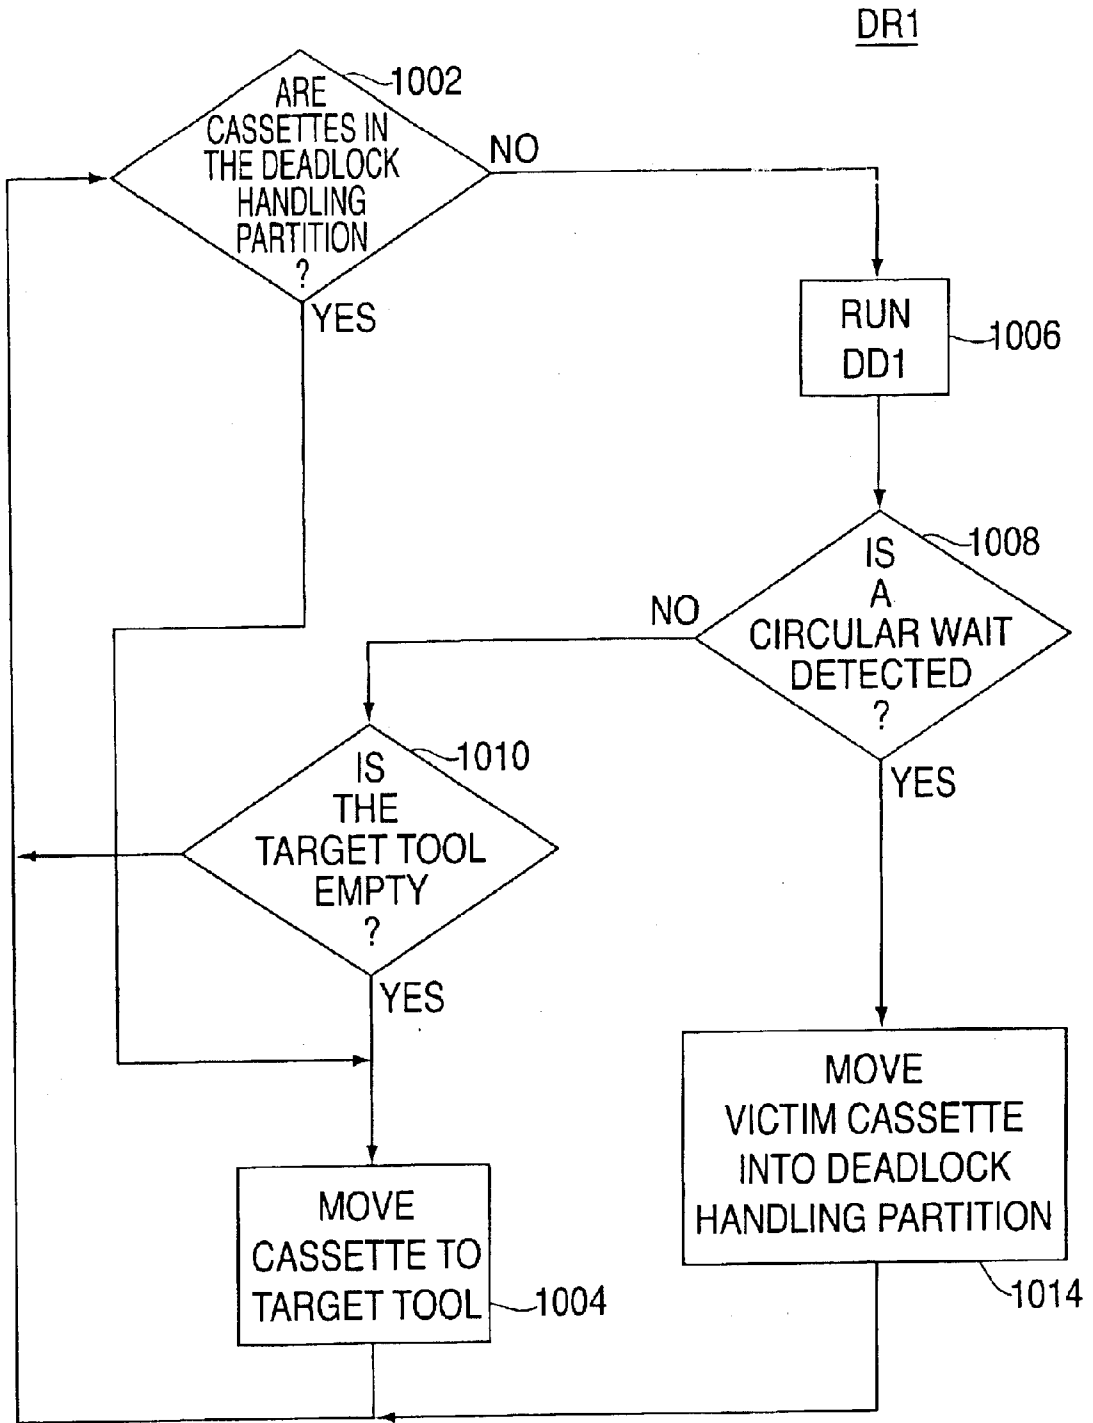 DR1
1002
ARE
CASSETTES IN
THE DEADLOCK
HANDLING
PARTITION
?
NO
YES
RUN
DD1
1006
1008
IS
A
CIRCULAR WAIT
DETECTED
?
NO
YES
1010
IS
THE
TARGET TOOL
EMPTY
?
YES
MOVE
VICTIM CASSETTE
INTO DEADLOCK
HANDLING PARTITION
1014
MOVE
CASSETTE TO
TARGET TOOL
1004